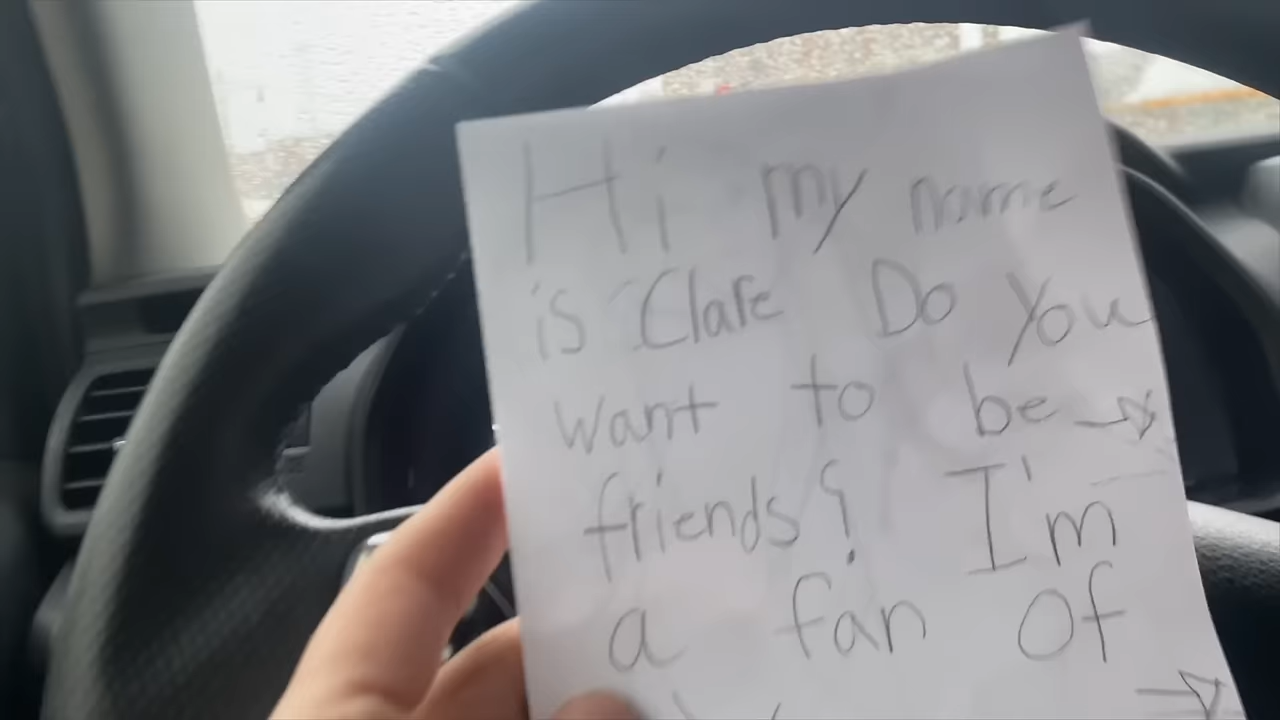 Hi my name
is Clare Do You
want to be →
friends? I'm
a fan of
→